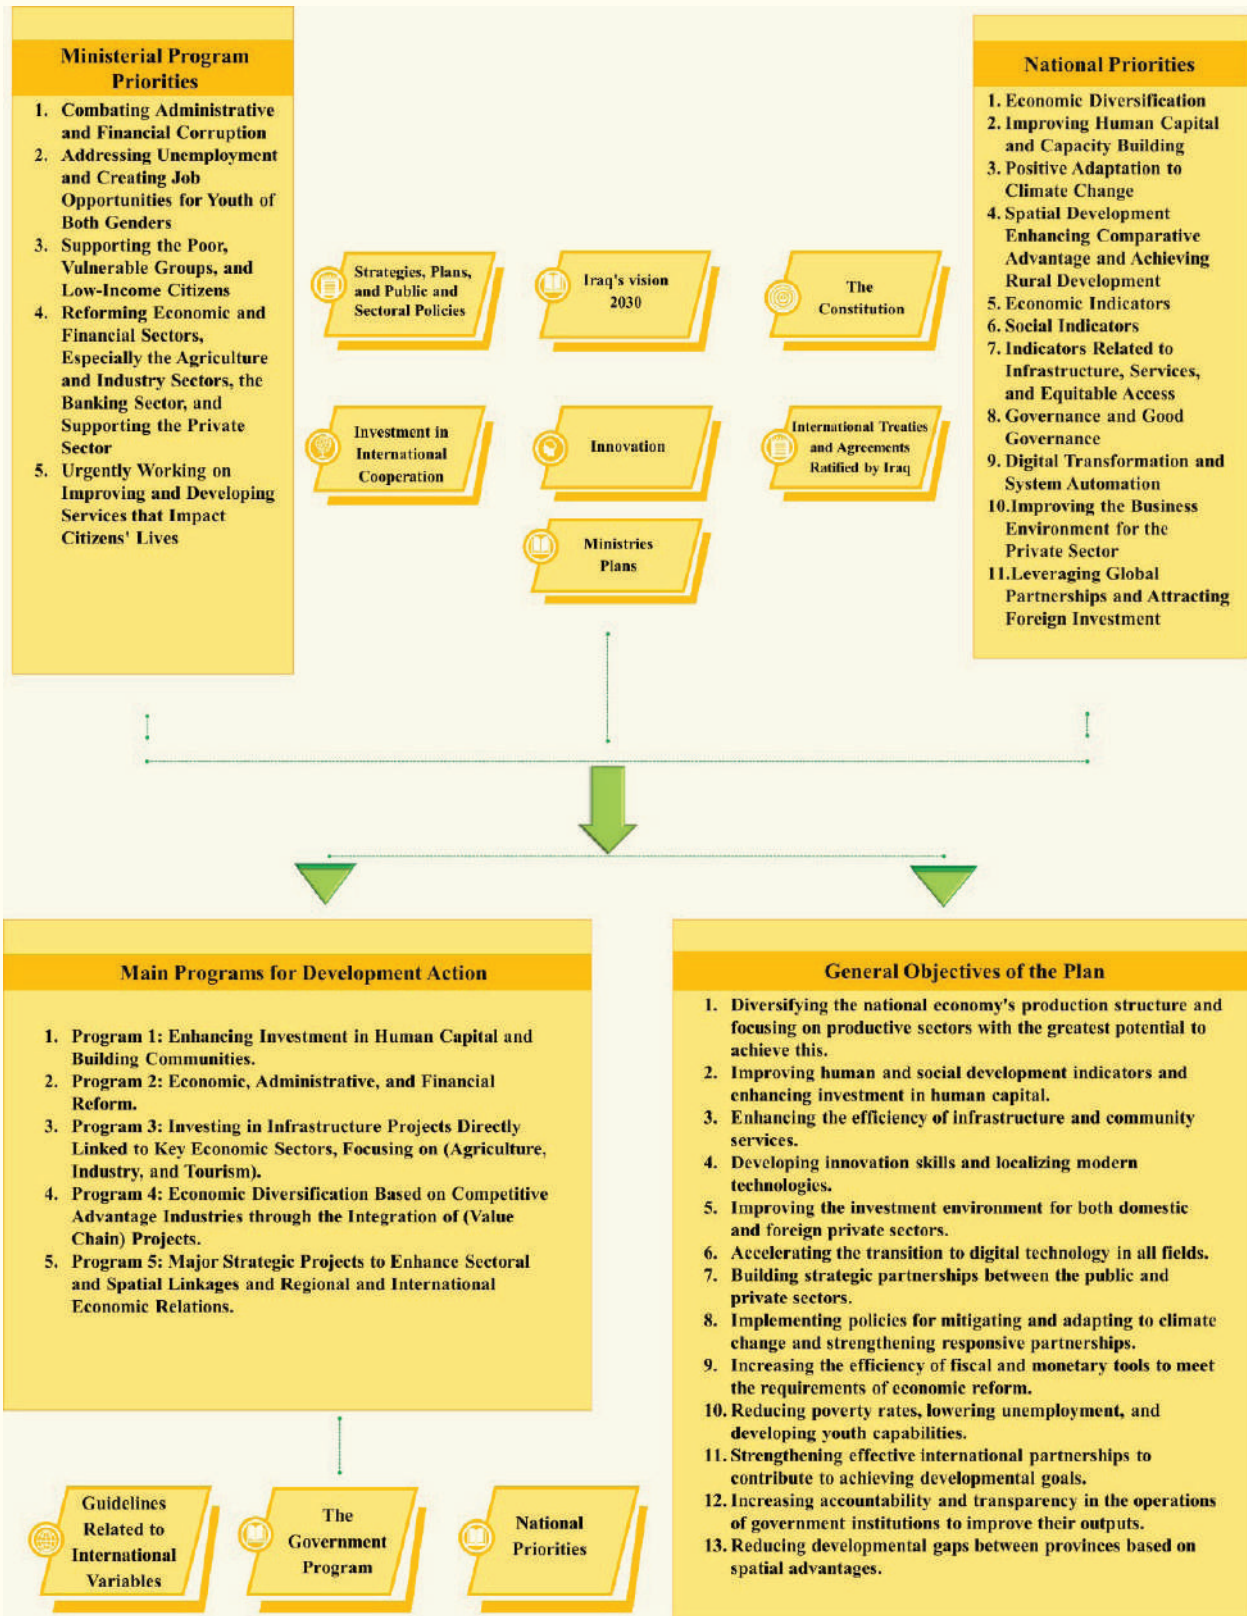 Ministerial Program
Priorities
1. Combating Administrative
and Financial Corruption
2. Addressing Unemployment
and Creating Job
Opportunities for Youth of
Both Genders
3. Supporting the Poor,
Vulnerable Groups, and
Low-Income Citizens
4. Reforming Economic and
Financial Sectors,
Especially the Agriculture
and Industry Sectors, the
Banking Sector, and
Supporting the Private
Sector
5. Urgently Working on
Improving and Developing
Services that Impact
Citizens' Lives
Strategies, Plans,
and Public and
Sectoral Policies
Iraq's vision
2030
The
Constitution
Investment in
International
Cooperation
Innovation
International Treaties
and Agreements
Ratified by Iraq
Ministries
Plans
National Priorities
1. Economic Diversification
2. Improving Human Capital
and Capacity Building
3. Positive Adaptation to
Climate Change
4. Spatial Development
Enhancing Comparative
Advantage and Achieving
Rural Development
5. Economic Indicators
6. Social Indicators
7. Indicators Related to
Infrastructure, Services,
and Equitable Access
8. Governance and Good
Governance
9. Digital Transformation and
System Automation
10.Improving the Business
Environment for the
Private Sector
11.Leveraging Global
Partnerships and Attracting
Foreign Investment
Main Programs for Development Action
1. Program 1: Enhancing Investment in Human Capital and
Building Communities.
2. Program 2: Economic, Administrative, and Financial
Reform.
3. Program 3: Investing in Infrastructure Projects Directly
Linked to Key Economic Sectors, Focusing on (Agriculture,
Industry, and Tourism).
4. Program 4: Economic Diversification Based on Competitive
Advantage Industries through the Integration of (Value
Chain) Projects.
5. Program 5: Major Strategic Projects to Enhance Sectoral
and Spatial Linkages and Regional and International
Economic Relations.
Guidelines
Related to
International
Variables
The
Government
Program
National
Priorities
General Objectives of the Plan
1. Diversifying the national economy's production structure and
focusing on productive sectors with the greatest potential to
achieve this.
2. Improving human and social development indicators and
enhancing investment in human capital.
3. Enhancing the efficiency of infrastructure and community
services.
4. Developing innovation skills and localizing modern
technologies.
5. Improving the investment environment for both domestic
and foreign private sectors.
6. Accelerating the transition to digital technology in all fields.
7. Building strategic partnerships between the public and
private sectors.
8. Implementing policies for mitigating and adapting to climate
change and strengthening responsive partnerships.
9. Increasing the efficiency of fiscal and monetary tools to meet
the requirements of economic reform.
10. Reducing poverty rates, lowering unemployment, and
developing youth capabilities.
11. Strengthening effective international partnerships to
contribute to achieving developmental goals.
12. Increasing accountability and transparency in the operations
of government institutions to improve their outputs.
13. Reducing developmental gaps between provinces based on
spatial advantages.